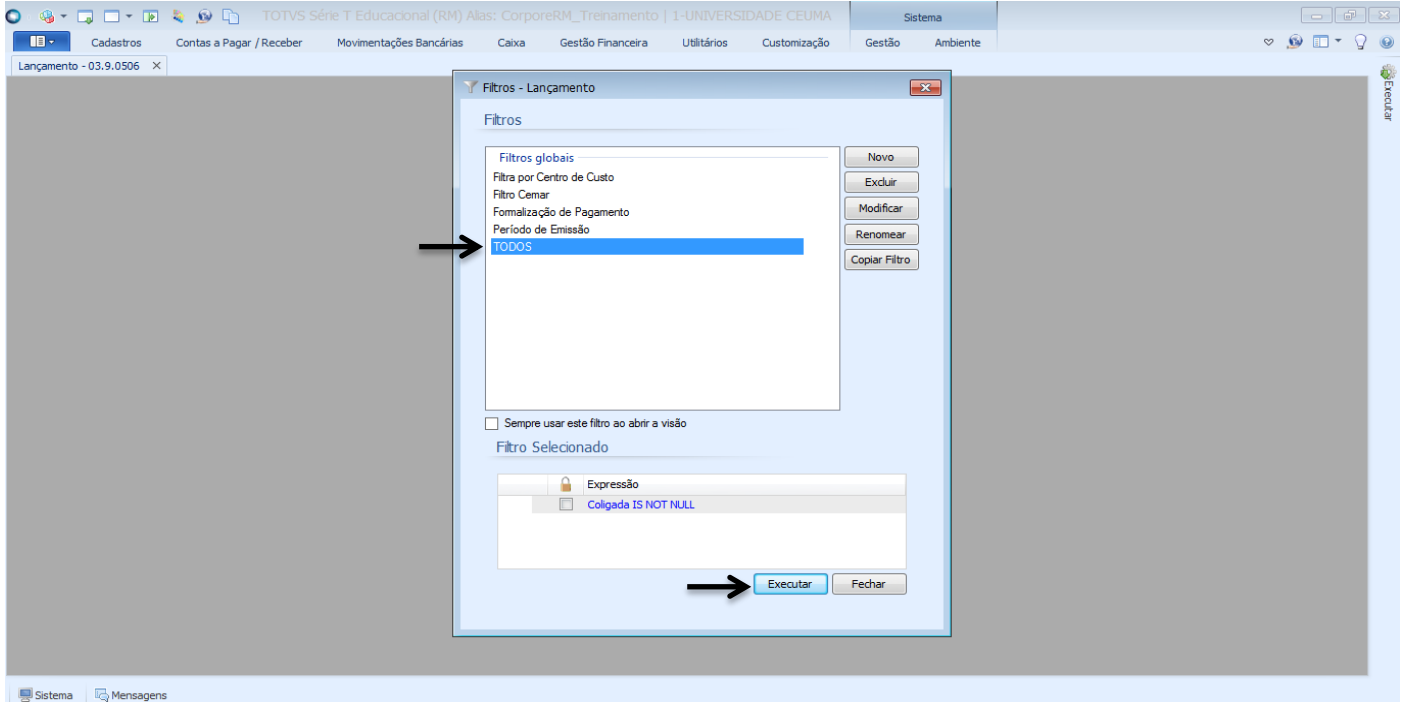 TOTVS Série T Educacional (RM) Alas: CorporeRM_Treinamento | 1-UNIVERSIDADE CEUMA
Sistema
Cadastros Contas a Pagar / Receber Movimentações Bancárias Caixa Gestão Financeira Utilitários Customização Gestão Ambiente
Lançamento - 03.9.0506
Executar
Filtros - Lançamento
Filtros
Filtros globais
Filtra por Centro de Custo
Filtro Cemar
Formalização de Pagamento
Período de Emissão
TODOS
Novo
Excluir
Modificar
Renomear
Copiar Filtro
Sempre usar este filtro ao abrir a visão
Filtro Selecionado
Expressão
Coligada IS NOT NULL
Executar Fechar
Sistema Mensagens